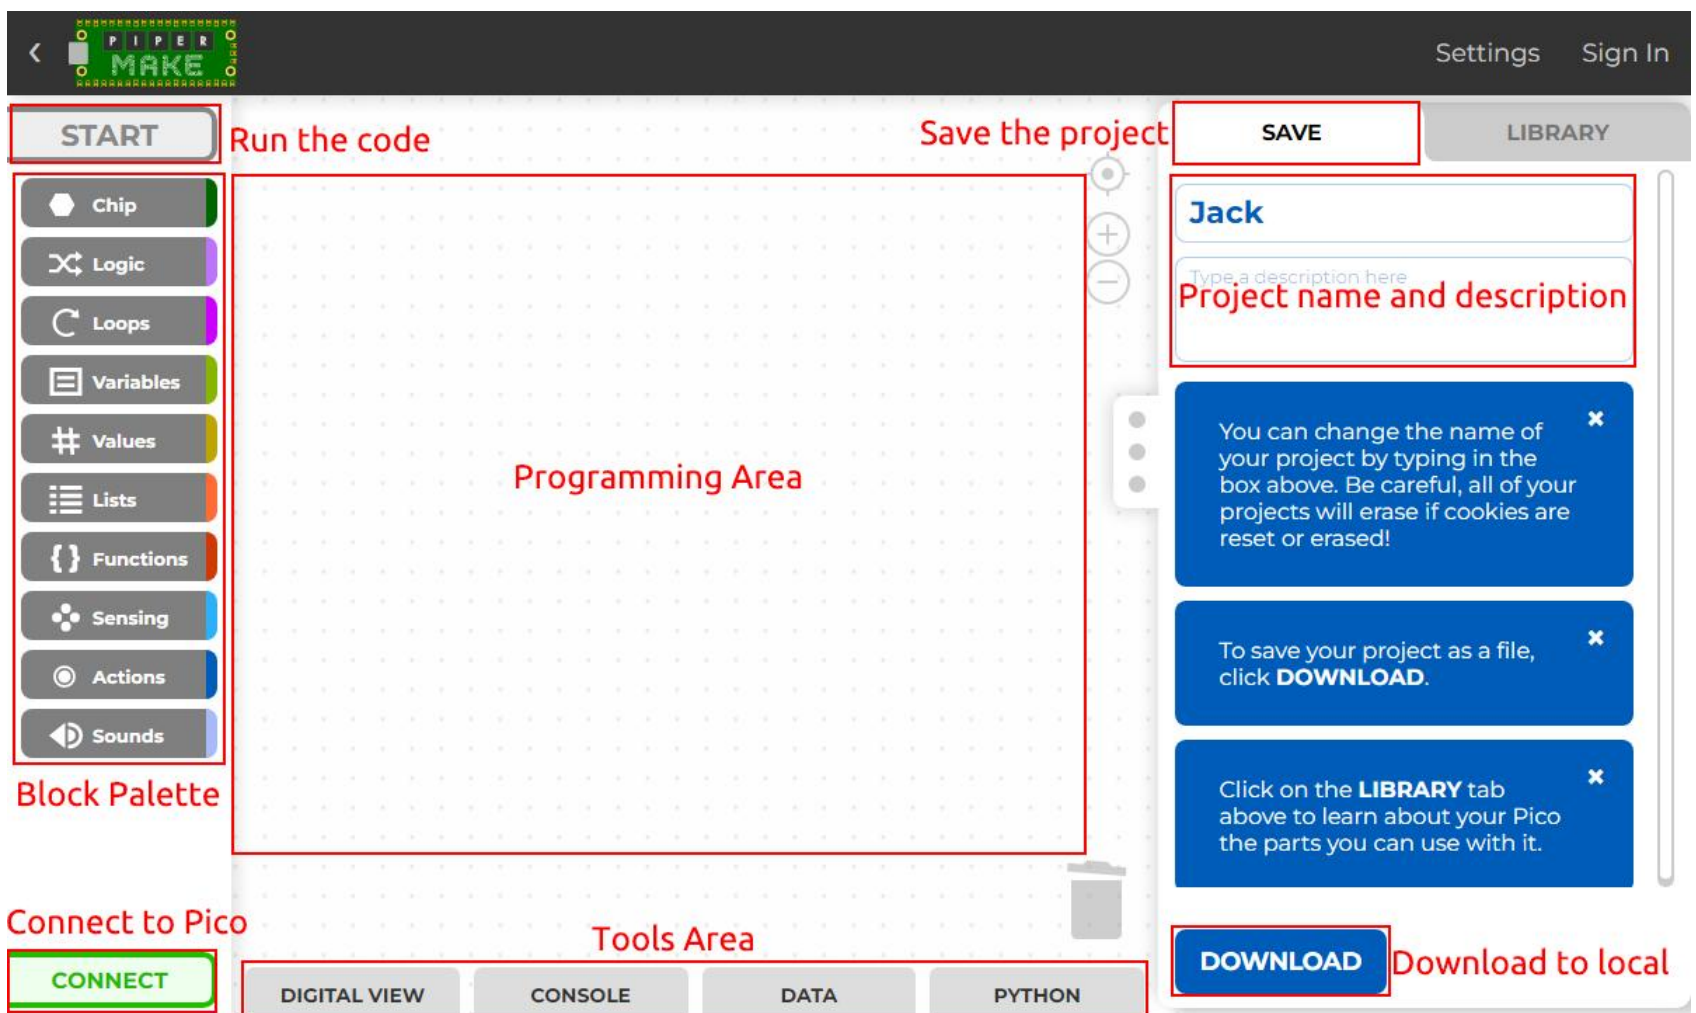 PIPER
MAKE
Settings
Sign In
START
Run the code
Save the project
SAVE
LIBRARY
Chip
Logic
Loops
Variables
Values
Lists
Functions
Sensing
Actions
Sounds
Block Palette
Programming Area
Jack
Type a description here
Project name and description
You can change the name of
your project by typing in the
box above. Be careful, all of your
projects will erase if cookies are
reset or erased!
To save your project as a file,
click DOWNLOAD.
Click on the LIBRARY tab
above to learn about your Pico
the parts you can use with it.
Connect to Pico
CONNECT
Tools Area
DIGITAL VIEW
CONSOLE
DATA
PYTHON
DOWNLOAD
Download to local